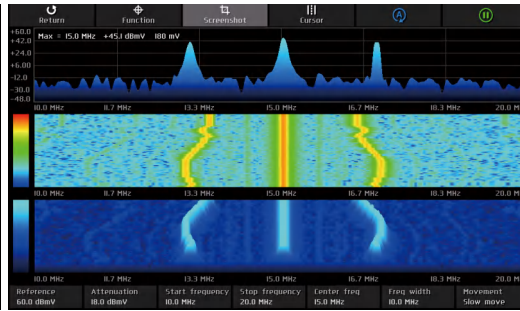 Return Function Screenshot Cursor A
+60.0 Max = 15.0 MHz +45.1 dBmV 180 mV
+42.0
+24.0
+6.00
-12.0
-30.0
-48.0
10.0 MHz 8.7 MHz 13.3 MHz 15.0 MHz 16.7 MHz 18.3 MHz 20.0 M
10.0 MHz 11.7 MHz 13.3 MHz 15.0 MHz 16.7 MHz 18.3 MHz 20.0 M
10.0 MHz 11.7 MHz 13.3 MHz 15.0 MHz 16.7 MHz 18.3 MHz 20.0 M
Reference Attenuation Start frequency Stop frequency Center freq Freq width Movement
60.0 dBmV 18.0 dBmV 10.0 MHz 20.0 MHz 15.0 MHz 10.0 MHz Slow move